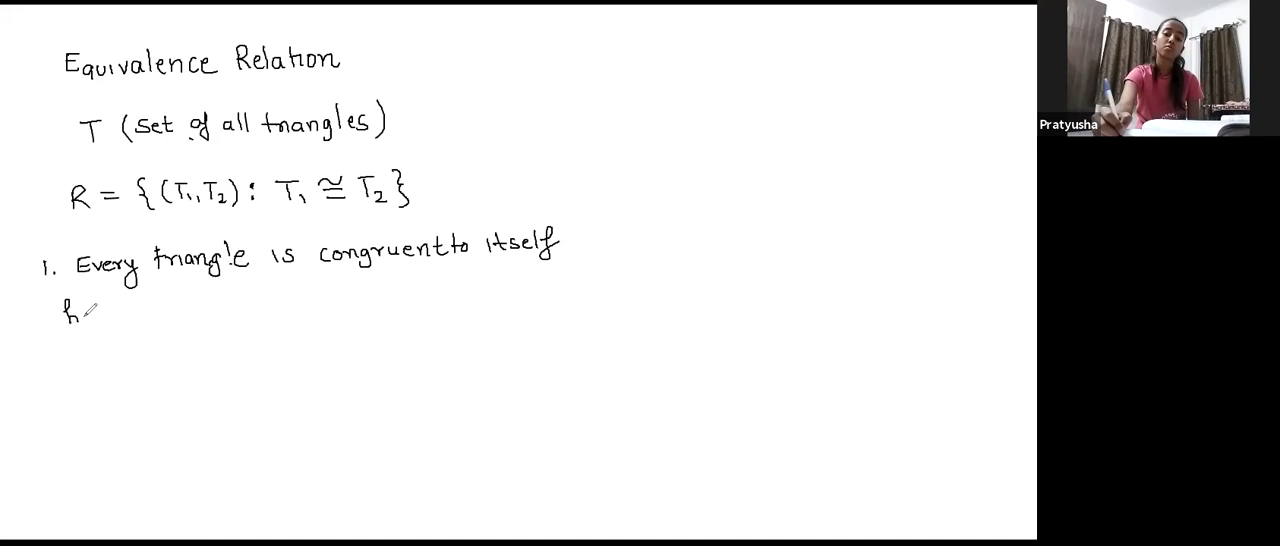 Equivalence Relation
T (set of all triangles)
R = {(T₁,T₂) : T₁ ≅ T₂}
1. Every triangle is congruent to itself
h
Pratyusha